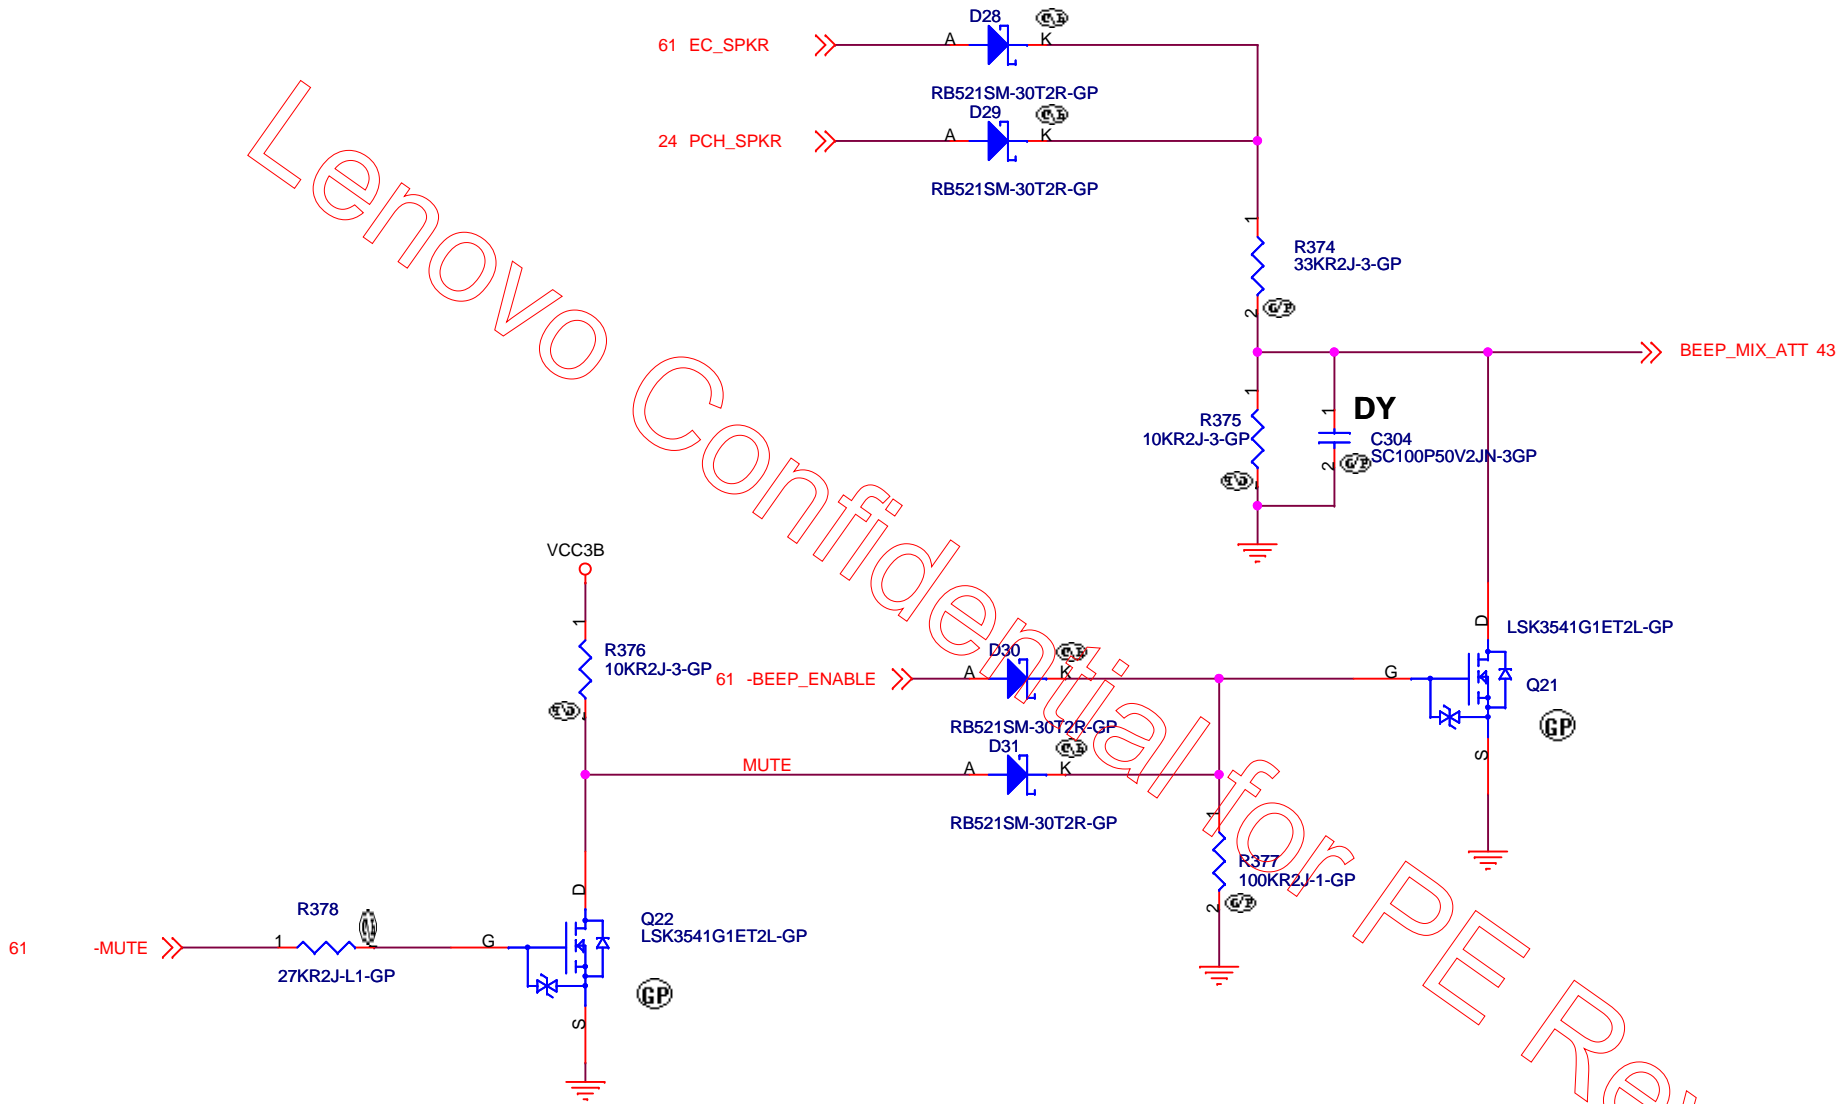 D28
61 EC_SPKR
A
K
RB521SM-30T2R-GP
D29
24 PCH_SPKR
A
K
RB521SM-30T2R-GP
1
R374
33KR2J-3-GP
2
G/P
BEEP_MIX_ATT 43
1
R375
10KR2J-3-GP
1
DY
C304
SC100P50V2JN-3GP
2
G/P
VCC3B
1
R376
10KR2J-3-GP
D30
61 -BEEP_ENABLE
A
K
RB521SM-30T2R-GP
D31
MUTE
A
K
RB521SM-30T2R-GP
D
LSK3541G1ET2L-GP
G
Q21
GP
S
1
R377
100KR2J-1-GP
2
G/P
R378
61 -MUTE
1
27KR2J-L1-GP
G
D
Q22
LSK3541G1ET2L-GP
GP
S
Lenovo Confidential for PE